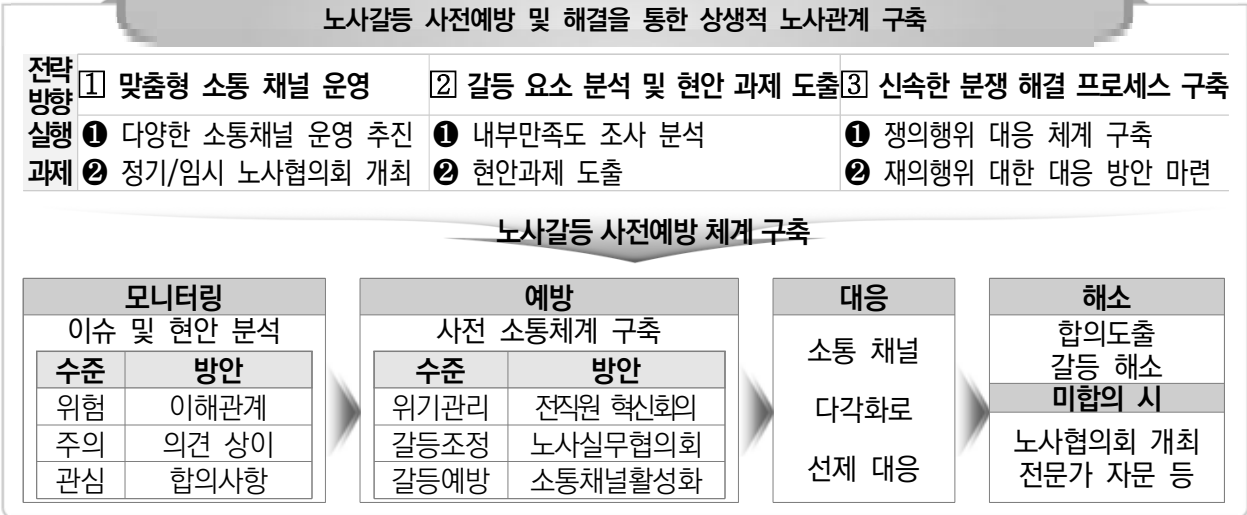 노사갈등 사전예방 및 해결을 통한 상생적 노사관계 구축
전략 방향
1 맞춤형 소통 채널 운영
2 갈등 요소 분석 및 현안 과제 도출
3 신속한 분쟁 해결 프로세스 구축
실행 과제
❶ 다양한 소통채널 운영 추진
❷ 정기/임시 노사협의회 개최
❶ 내부만족도 조사 분석
❷ 현안과제 도출
❶ 쟁의행위 대응 체계 구축
❷ 재의행위 대한 대응 방안 마련
노사갈등 사전예방 체계 구축
모니터링
이슈 및 현안 분석
수준 방안
위험 이해관계
주의 의견 상이
관심 합의사항
예방
사전 소통체계 구축
수준 방안
위기관리 전직원 혁신회의
갈등조정 노사실무협의회
갈등예방 소통채널활성화
대응
소통 채널
다각화로
선제 대응
해소
합의도출
갈등 해소
미합의 시
노사협의회 개최
전문가 자문 등